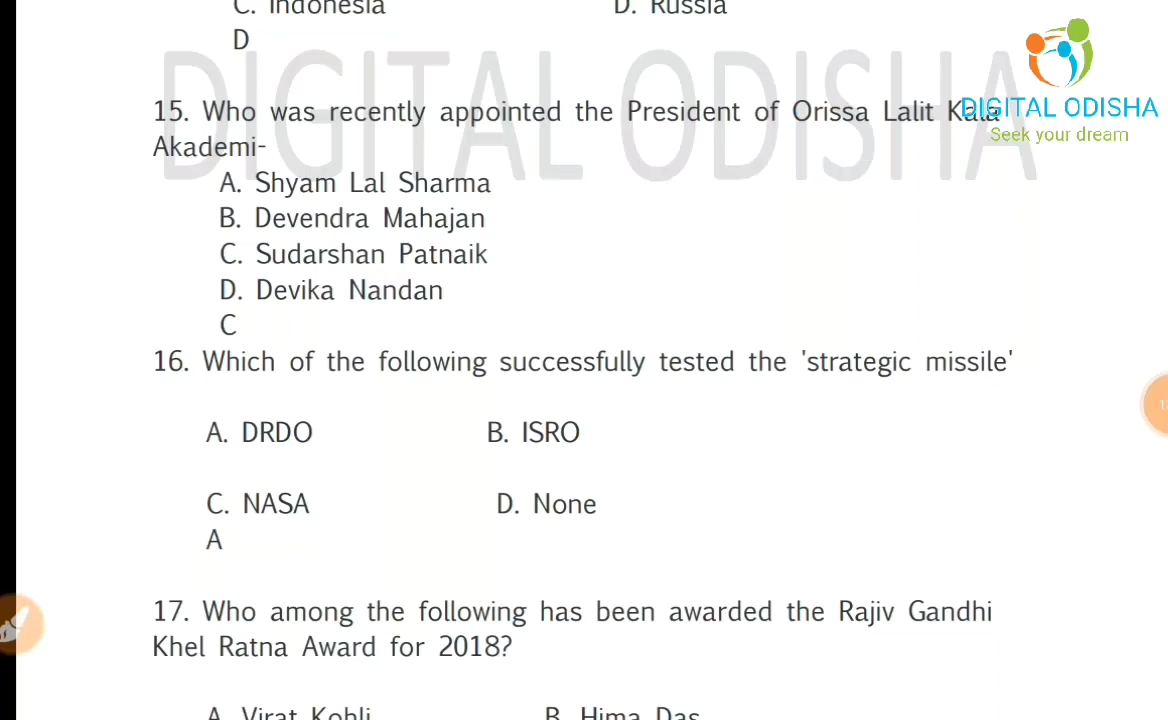 C. Indonesia D. Russia
D
DIGITAL ODISHA
DIGITAL ODISHA
Seek your dream
15. Who was recently appointed the President of Orissa Lalit Kala
Akademi-
A. Shyam Lal Sharma
B. Devendra Mahajan
C. Sudarshan Patnaik
D. Devika Nandan
C
16. Which of the following successfully tested the 'strategic missile'
A. DRDO B. ISRO
C. NASA D. None
A
17. Who among the following has been awarded the Rajiv Gandhi
Khel Ratna Award for 2018?
A. Virat Kohli B. Hima Das